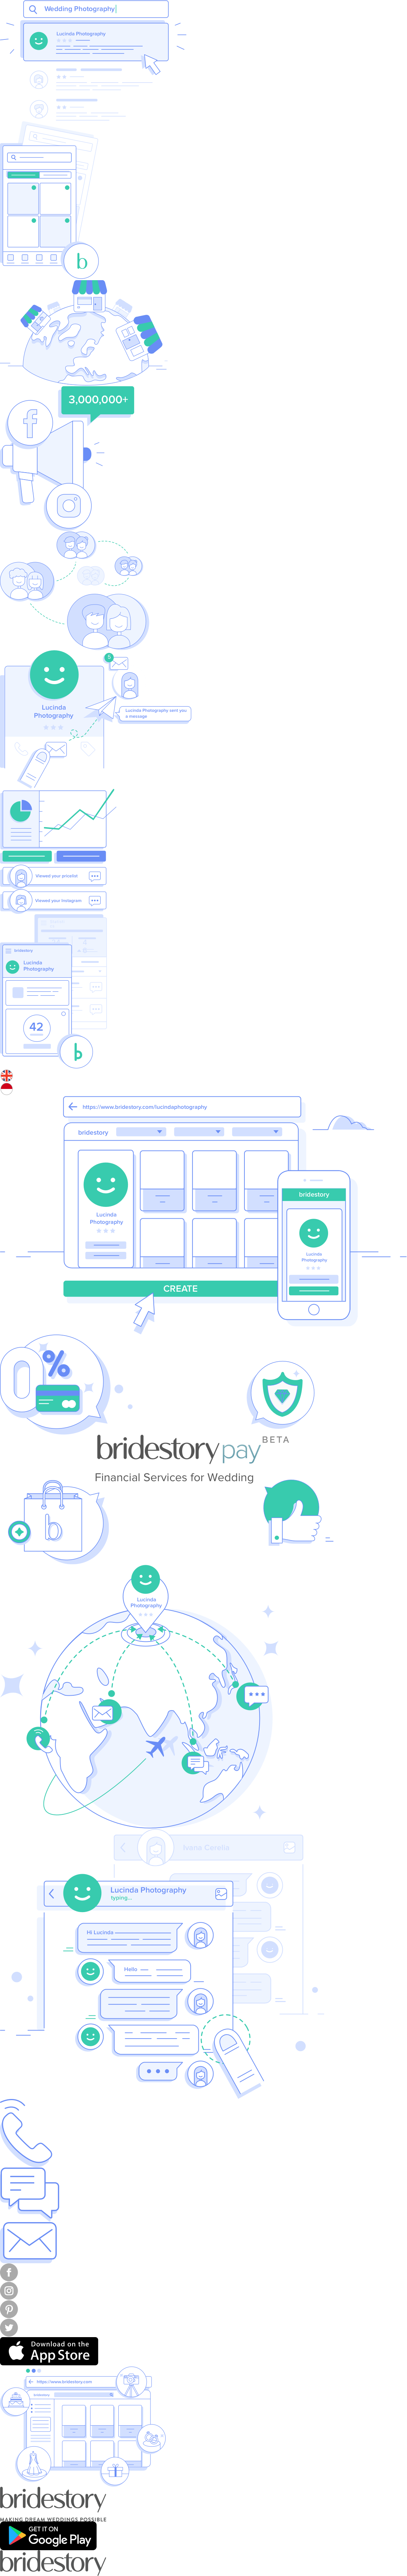 Wedding Photography
Lucinda Photography
b
3,000,000+
Lucinda
Photography
Lucinda Photography sent you
a message
Viewed your pricelist
Viewed your instagram
bridestory
Lucinda
Photography
42
b
https://www.bridestory.com/lucindaphotography
bridestory
Lucinda
Photography
bridestory
Lucinda
Photography
CREATE
0%
BETA
bridestory pay
Financial Services for Wedding
b
Lucinda
Photography
Lucinda Photography
typing...
Hi Lucinda
Hello
Download on the
App Store
https://www.bridestory.com
bridestory
bridestory
MAKING DREAM WEDDINGS POSSIBLE
GET IT ON
Google Play
bridestory